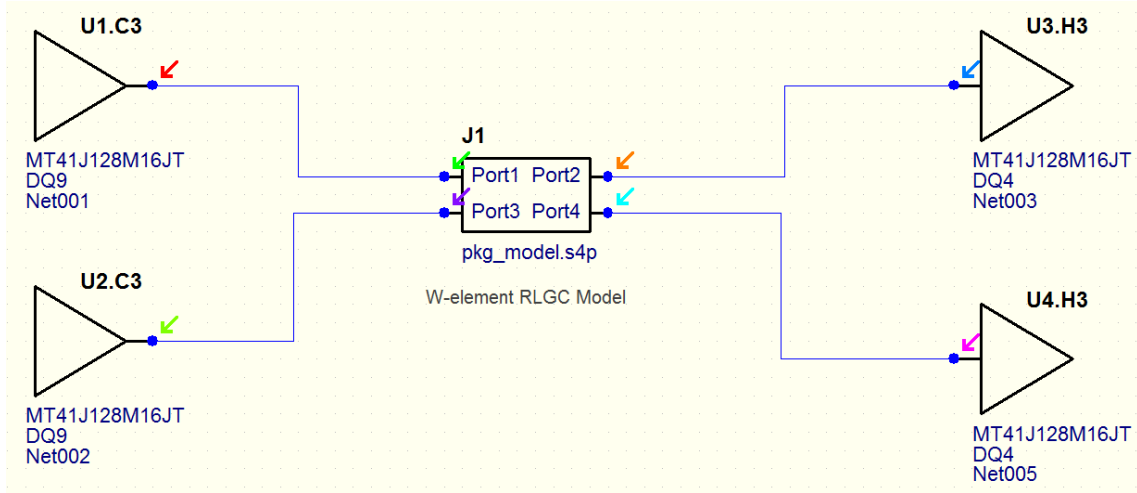 U1.C3
MT41J128M16JT
DQ9
Net001
U2.C3
MT41J128M16JT
DQ9
Net002
J1
Port1 Port2
Port3 Port4
pkg_model.s4p
W-element RLGC Model
U3.H3
MT41J128M16JT
DQ4
Net003
U4.H3
MT41J128M16JT
DQ4
Net005